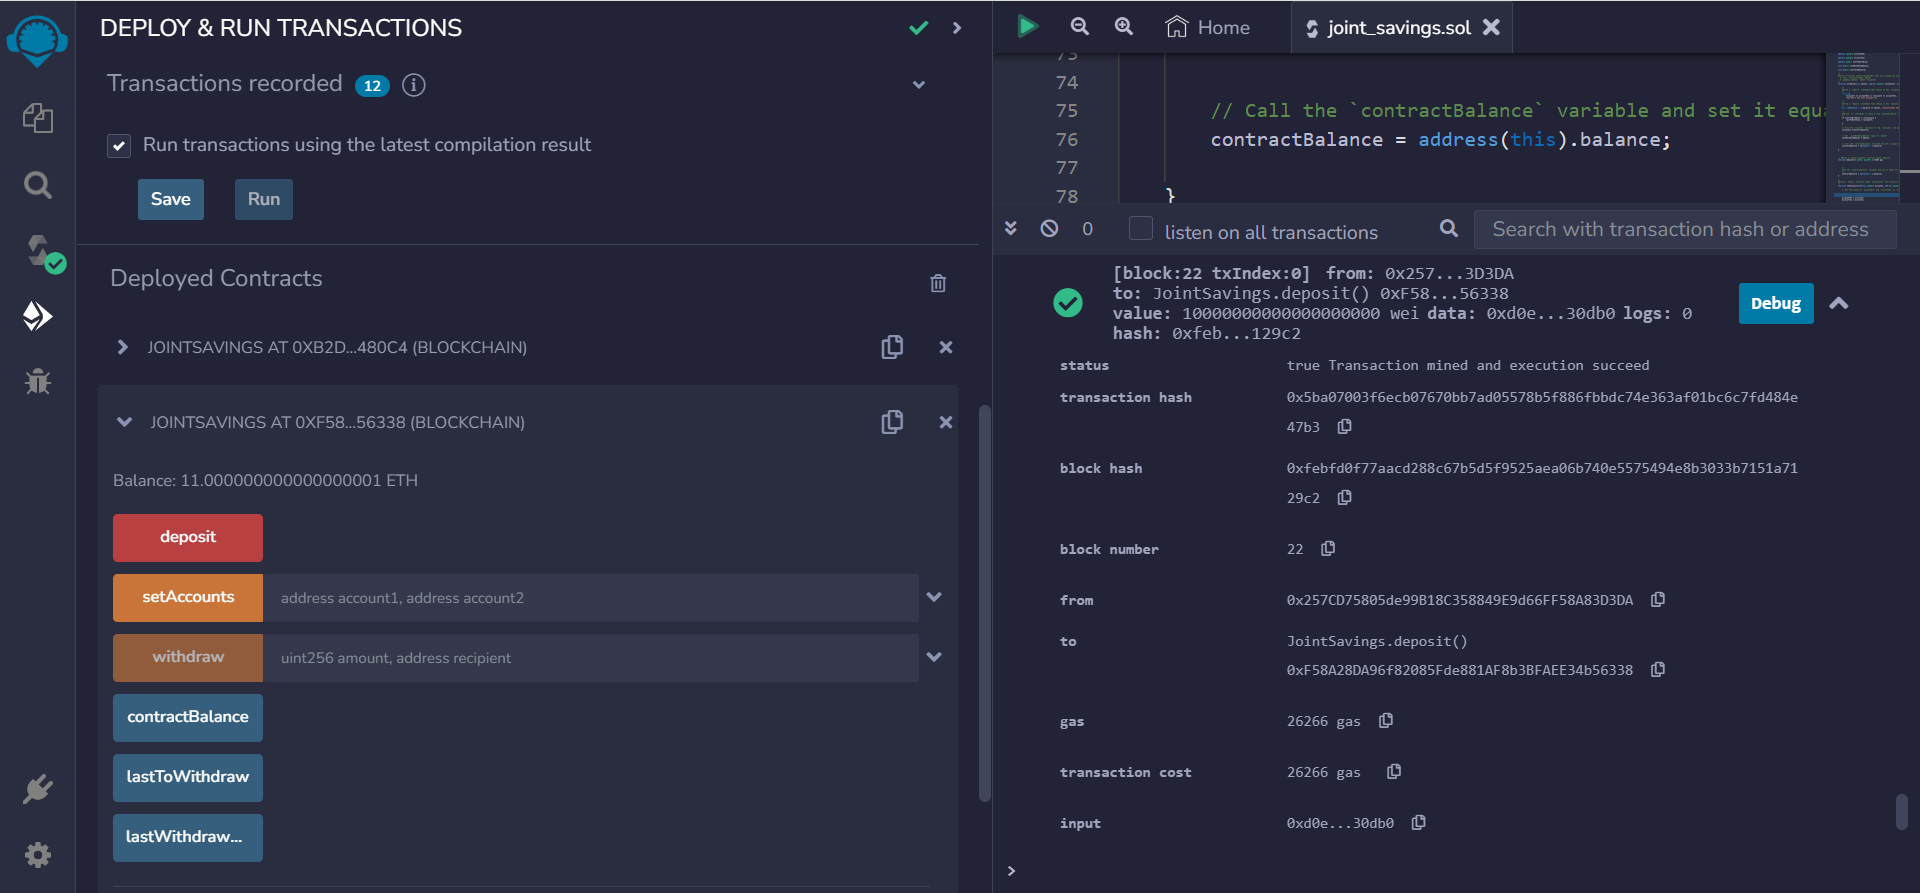 DEPLOY & RUN TRANSACTIONS
Transactions recorded 12 i
Run transactions using the latest compilation result
Save Run
Deployed Contracts
JOINTSAVINGS AT 0XB2D...480C4 (BLOCKCHAIN)
JOINTSAVINGS AT 0XF58...56338 (BLOCKCHAIN)
Balance: 11.000000000000000001 ETH
deposit
setAccounts address account1, address account2
withdraw uint256 amount, address recipient
contractBalance
lastToWithdraw
lastWithdraw...
Home joint_savings.sol
73
74
75 // Call the `contractBalance` variable and set it equa
76 contractBalance = address(this).balance;
77
78 }
0 listen on all transactions Search with transaction hash or address
[block:22 txIndex:0] from: 0x257...3D3DA
to: JointSavings.deposit() 0xF58...56338
value: 10000000000000000000 wei data: 0xd0e...30db0 logs: 0
hash: 0xfeb...129c2
Debug
status true Transaction mined and execution succeed
transaction hash 0x5ba07003f6ecb07670bb7ad05578b5f886fbbdc74e363af01bc6c7fd484e
47b3
block hash 0xfebfd0f77aacd288c67b5d5f9525aea06b740e5575494e8b3033b7151a71
29c2
block number 22
from 0x257CD75805de99B18C358849E9d66FF58A83D3DA
to JointSavings.deposit()
0xF58A28DA96f82085Fde881AF8b3BFAEE34b56338
gas 26266 gas
transaction cost 26266 gas
input 0xd0e...30db0
>